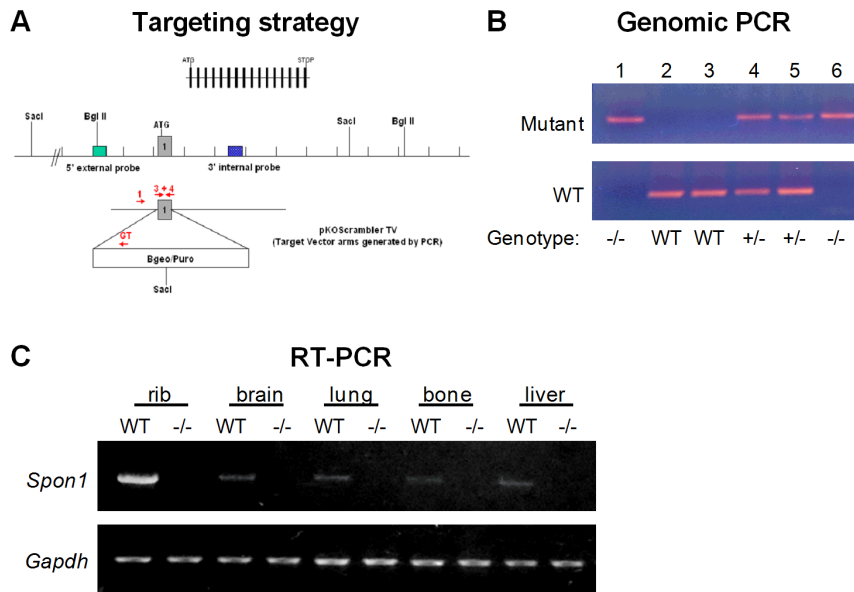 A Targeting strategy
ATG STOP
SacI Bgl II ATG SacI Bgl II
1
5' external probe 3' internal probe
1 3 + 4
1
GT
pKOScrambler TV
(Target Vector arms generated by PCR)
Bgeo/Puro
SacI
B Genomic PCR
1 2 3 4 5 6
Mutant
WT
Genotype: -/- WT WT +/- +/- -/-
C RT-PCR
rib brain lung bone liver
WT -/- WT -/- WT -/- WT -/- WT -/-
Spon1
Gapdh